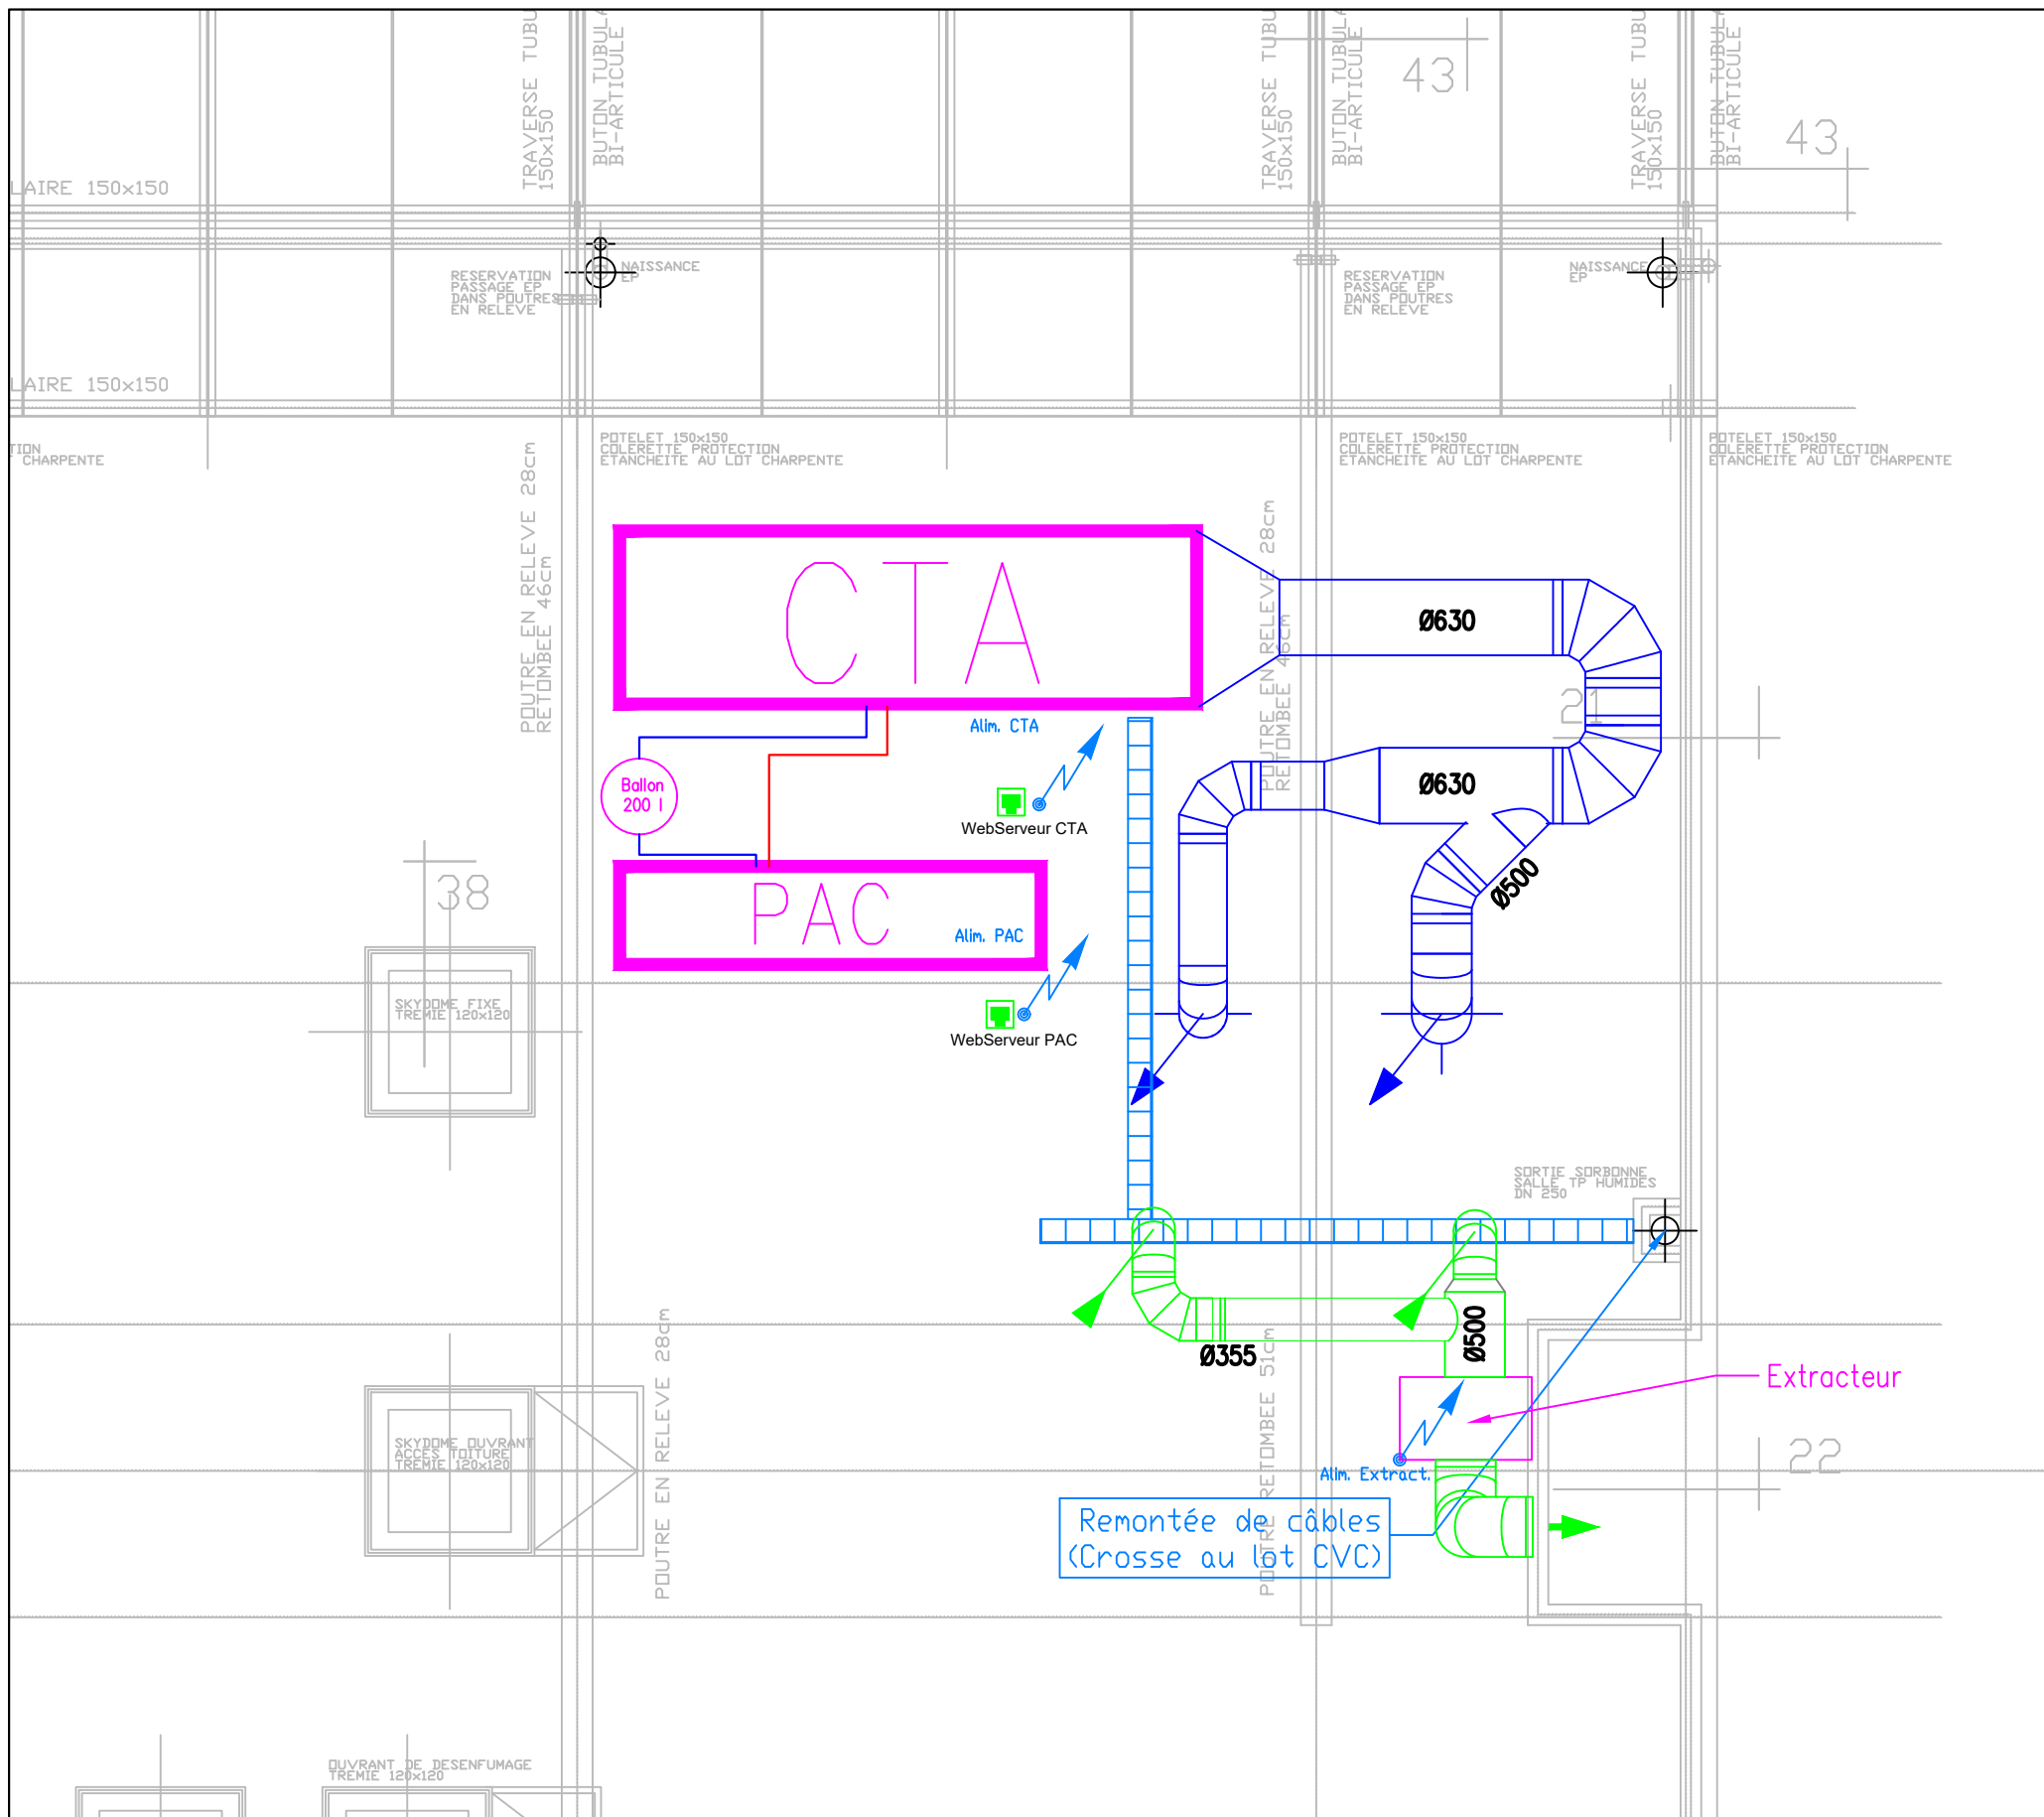 TRAVERSE TUBU
150x150
BUTON TUBULA
BI-ARTICULE
TRAVERSE TUBU
150x150
BUTON TUBULA
BI-ARTICULE
43
TRAVERSE TUBU
150x150
BUTON TUBULA
BI-ARTICULE
43
LAIRE 150x150
RESERVATION
PASSAGE EP
DANS POUTRES
EN RELEVE
NAISSANCE
EP
RESERVATION
PASSAGE EP
DANS POUTRES
EN RELEVE
NAISSANCE
EP
LAIRE 150x150
TION
CHARPENTE
POTELET 150x150
COLERETTE PROTECTION
ETANCHEITE AU LOT CHARPENTE
POTELET 150x150
COLERETTE PROTECTION
ETANCHEITE AU LOT CHARPENTE
POTELET 150x150
COLERETTE PROTECTION
ETANCHEITE AU LOT CHARPENTE
POUTRE EN RELEVE 28cm
RETOMBEE 46cm
POUTRE EN RELEVE 28cm
RETOMBEE 46cm
CTA
Ø630
21
Alim. CTA
Ballon
200 l
Ø630
WebServeur CTA
Ø500
38
PAC
Alim. PAC
SKYDOME FIXE
TREMIE 120x120
WebServeur PAC
SORTIE SORBONNE
SALLE TP HUMIDES
DN 250
Ø355
Ø500
Extracteur
POUTRE EN RELEVE 28cm
POUTRE RETOMBEE 51cm
SKYDOME OUVRANT
ACCES TOITURE
TREMIE 120x120
22
Alim. Extract.
Remontée de câbles
(Crosse au lot CVC)
OUVRANT DE DESENFUMAGE
TREMIE 120x120